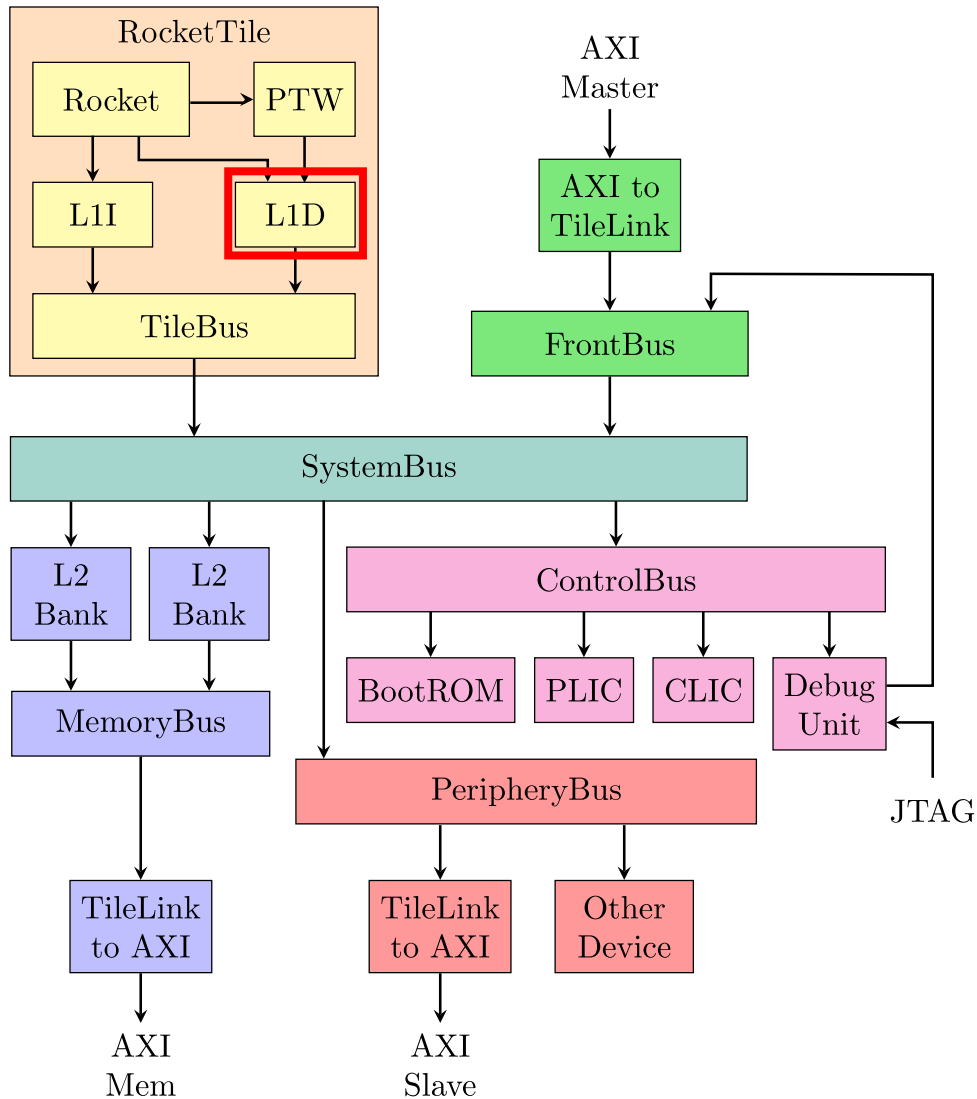 RocketTile
Rocket
PTW
L1I
L1D
TileBus
AXI
Master
AXI to
TileLink
FrontBus
SystemBus
L2
Bank
L2
Bank
MemoryBus
ControlBus
BootROM
PLIC
CLIC
Debug
Unit
JTAG
PeripheryBus
TileLink
to AXI
TileLink
to AXI
Other
Device
AXI
Mem
AXI
Slave